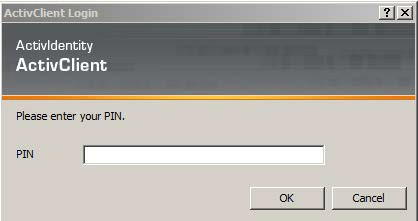 ActivClient Login
ActivIdentity
ActivClient
Please enter your PIN.
PIN
OK Cancel